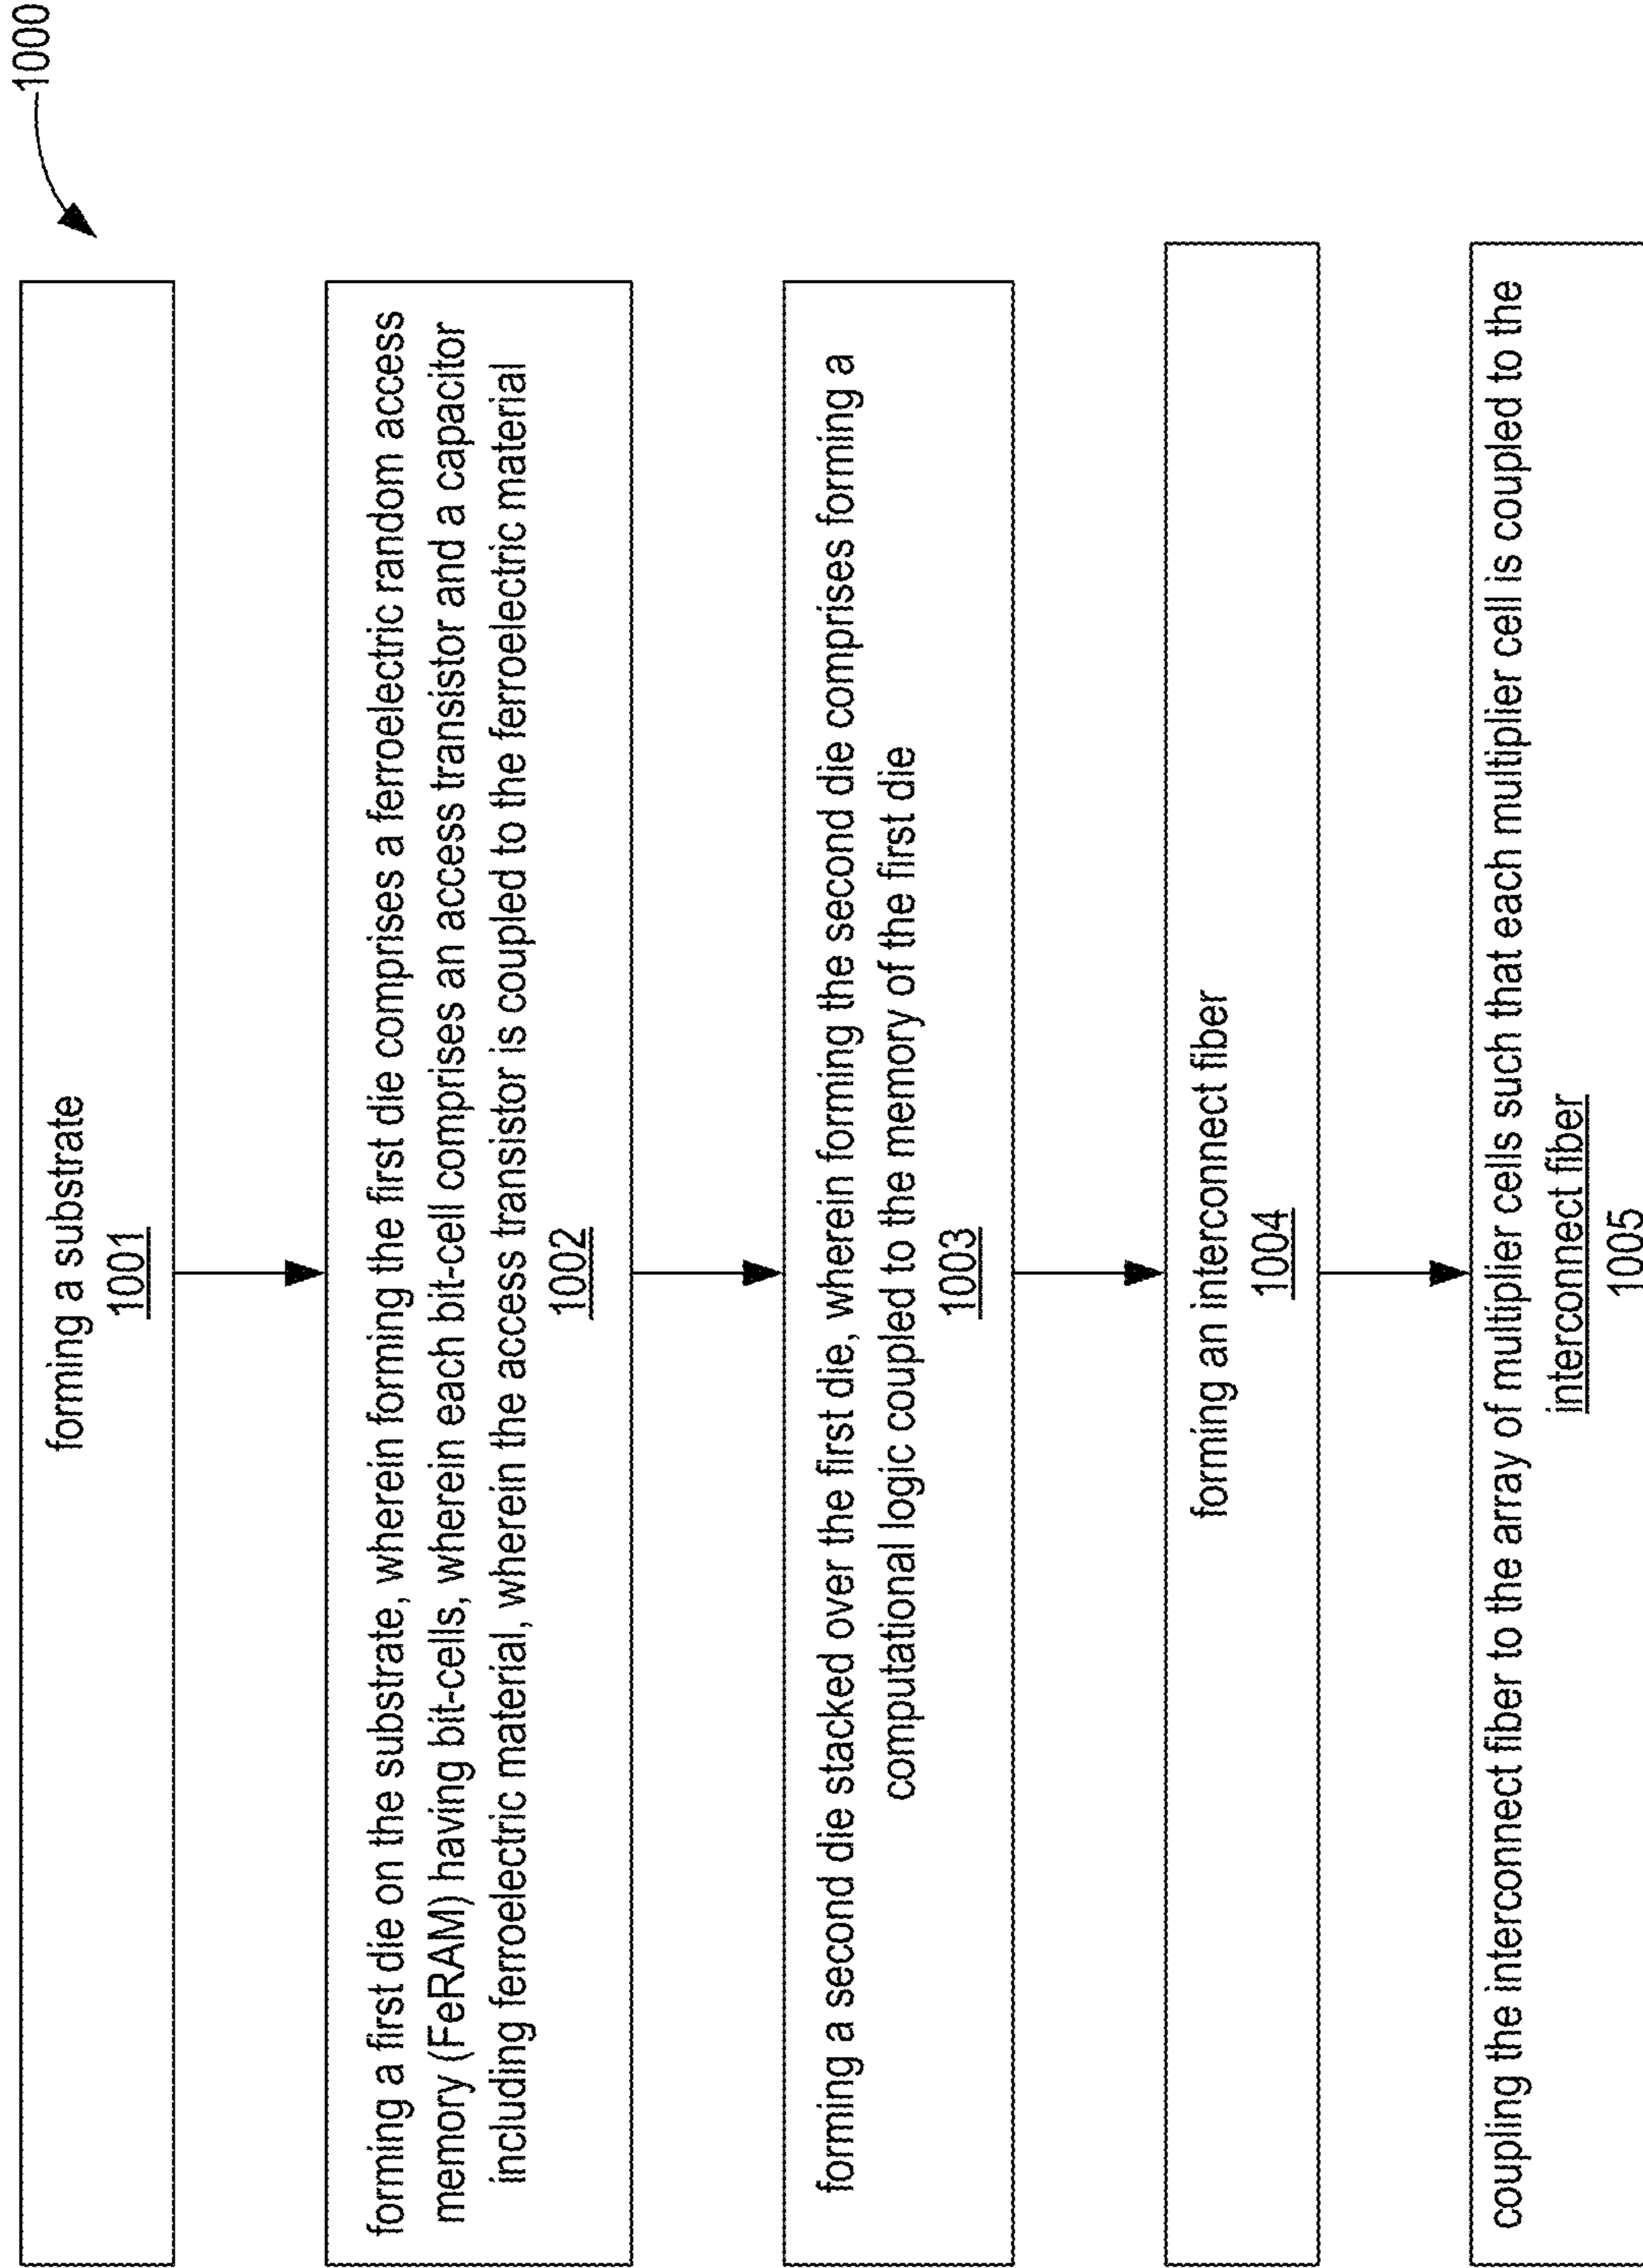 1000
forming a substrate
1001
forming a first die on the substrate, wherein forming the first die comprises a ferroelectric random access
memory (FeRAM) having bit-cells, wherein each bit-cell comprises an access transistor and a capacitor
including ferroelectric material, wherein the access transistor is coupled to the ferroelectric material
1002
forming a second die stacked over the first die, wherein forming the second die comprises forming a
computational logic coupled to the memory of the first die
1003
forming an interconnect fiber
1004
coupling the interconnect fiber to the array of multiplier cells such that each multiplier cell is coupled to the
interconnect fiber
1005